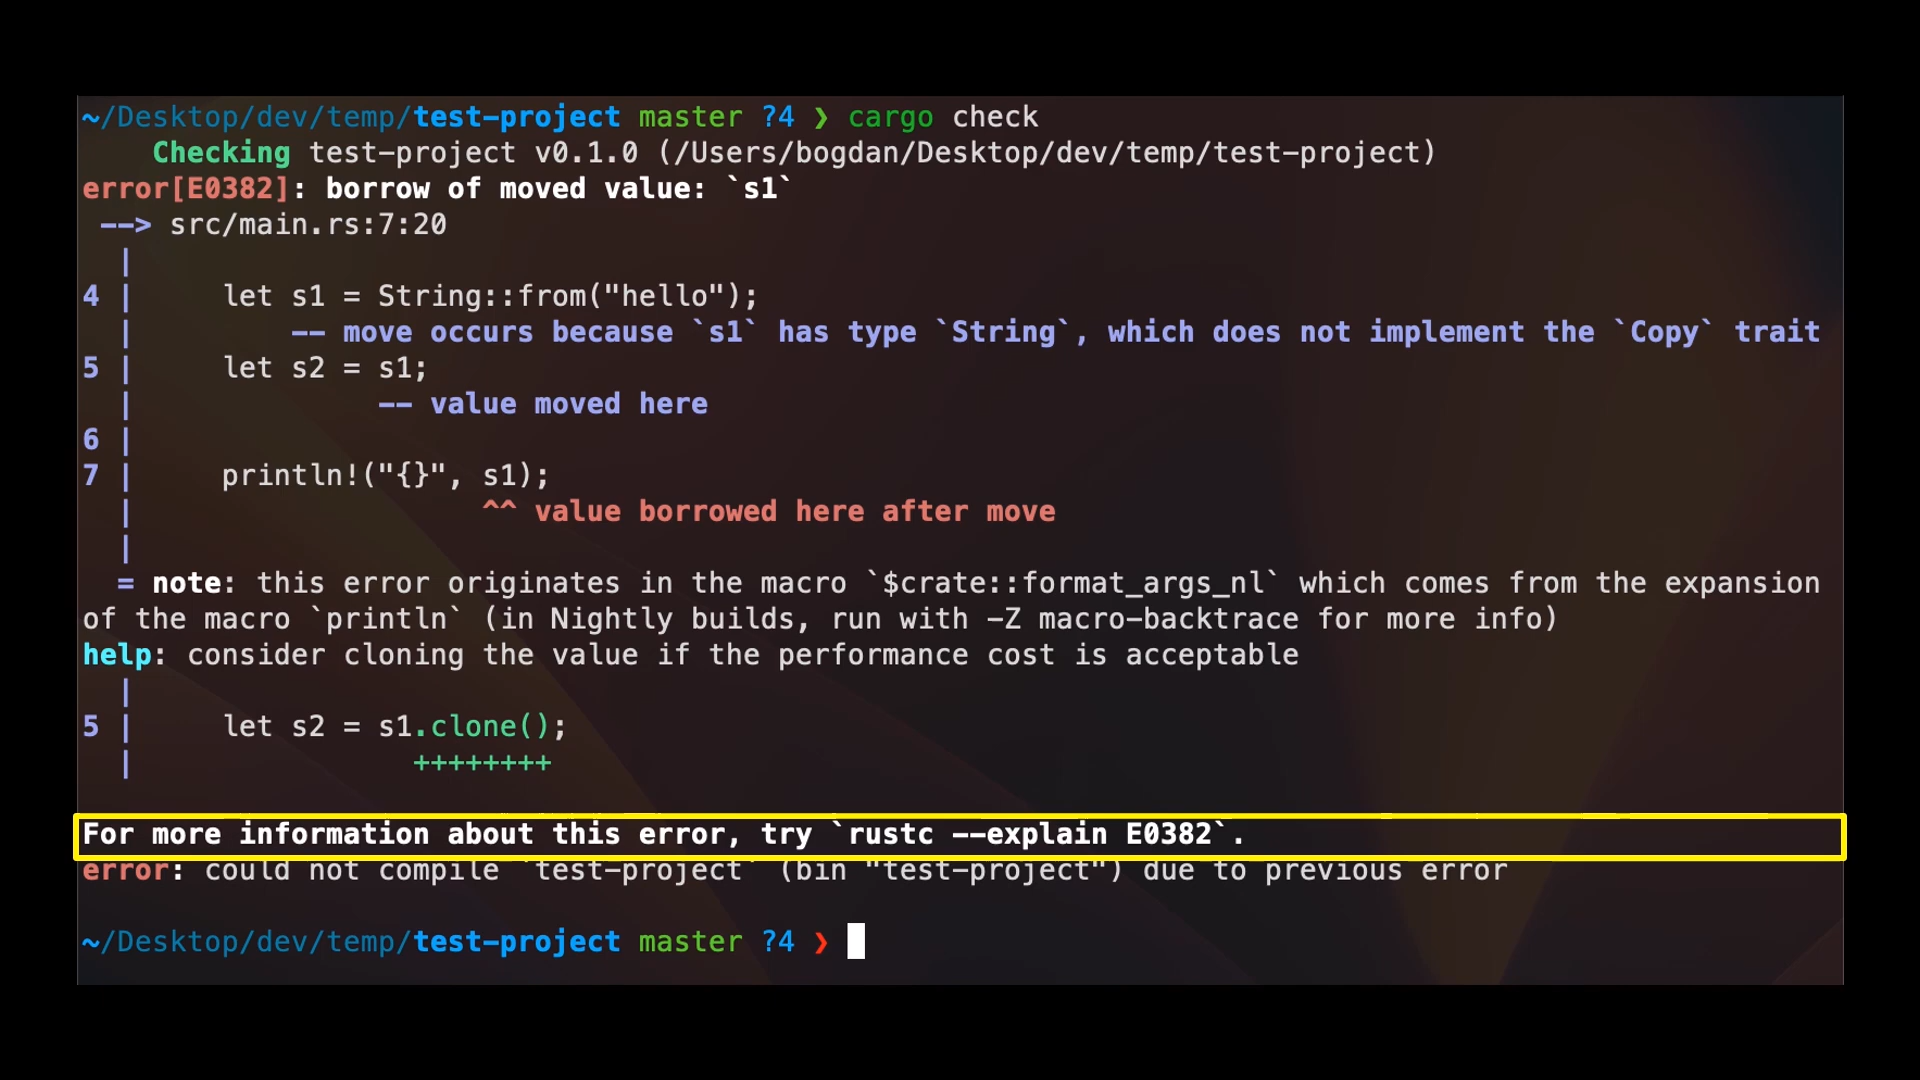 ~/Desktop/dev/temp/test-project master ?4 ❯ cargo check
    Checking test-project v0.1.0 (/Users/bogdan/Desktop/dev/temp/test-project)
error[E0382]: borrow of moved value: `s1`
 --> src/main.rs:7:20
  |
4 |     let s1 = String::from("hello");
  |         -- move occurs because `s1` has type `String`, which does not implement the `Copy` trait
5 |     let s2 = s1;
  |              -- value moved here
6 |
7 |     println!("{}", s1);
  |                    ^^ value borrowed here after move
  |
  = note: this error originates in the macro `$crate::format_args_nl` which comes from the expansion
of the macro `println` (in Nightly builds, run with -Z macro-backtrace for more info)
help: consider cloning the value if the performance cost is acceptable
  |
5 |     let s2 = s1.clone();
  |                ++++++++

For more information about this error, try `rustc --explain E0382`.
error: could not compile `test-project` (bin "test-project") due to previous error

~/Desktop/dev/temp/test-project master ?4 ❯